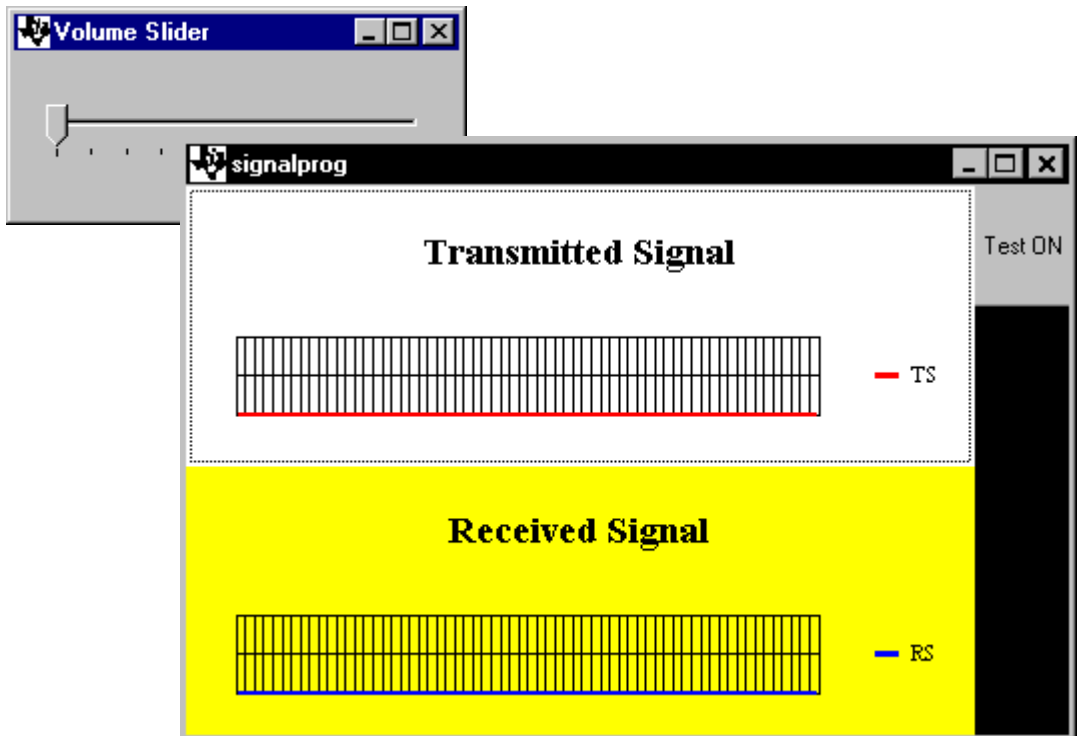 Volume Slider
signalprog
Transmitted Signal
Test ON
TS
Received Signal
RS